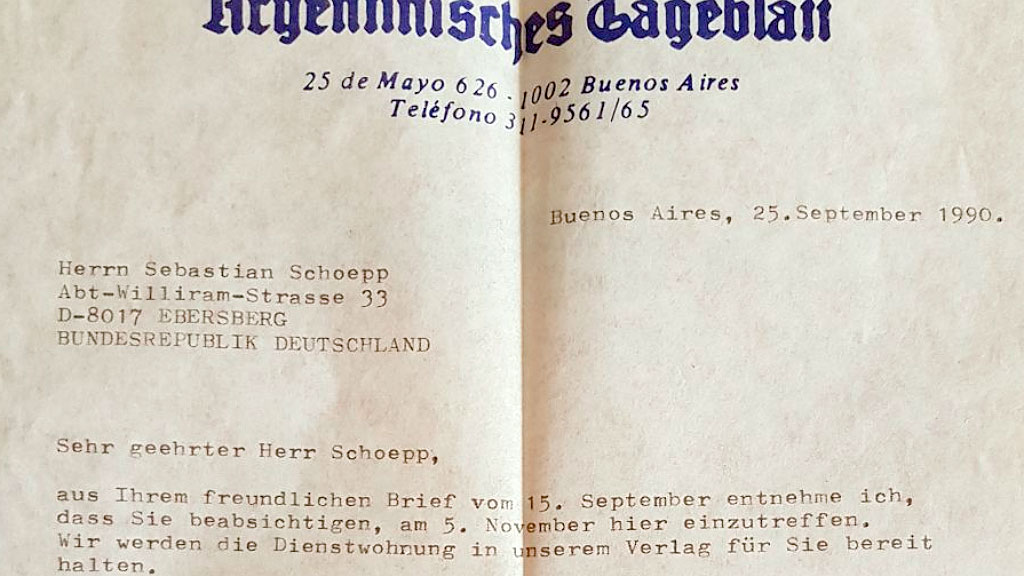 Argentinisches Tageblatt
25 de Mayo 626 - 1002 Buenos Aires
Teléfono 311-9561/65
Buenos Aires, 25.September 1990.
Herrn Sebastian Schoepp
Abt-Williram-Strasse 33
D-8017 EBERSBERG
BUNDESREPUBLIK DEUTSCHLAND
Sehr geehrter Herr Schoepp,
aus Ihrem freundlichen Brief vom 15. September entnehme ich,
dass Sie beabsichtigen, am 5. November hier einzutreffen.
Wir werden die Dienstwohnung in unserem Verlag für Sie bereit
halten.